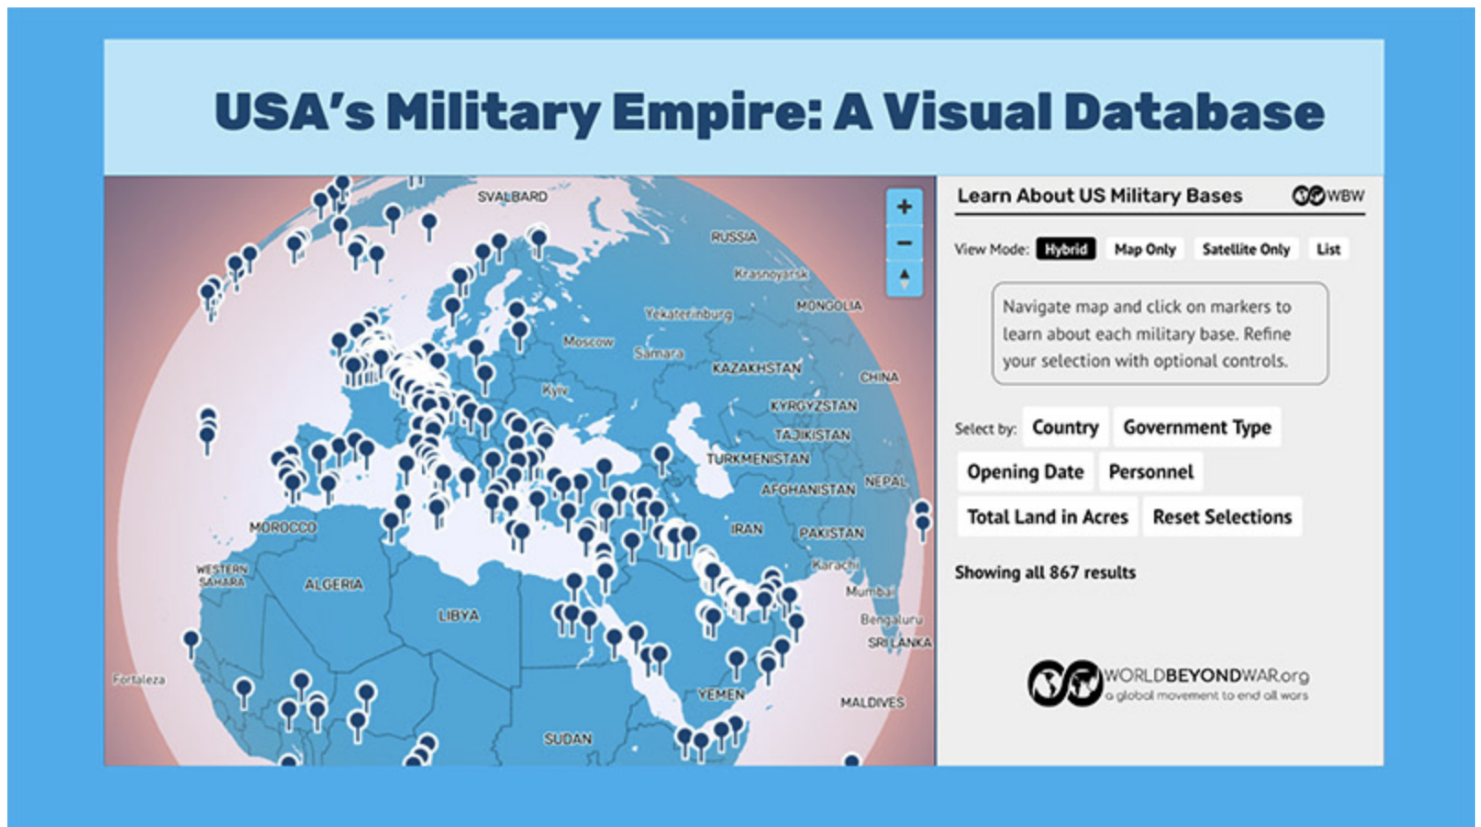 USA's Military Empire: A Visual Database
Learn About US Military Bases
WBW
View Mode:
Hybrid
Map Only
Satellite Only
List
Navigate map and click on markers to
learn about each military base. Refine
your selection with optional controls.
Select by:
Country
Government Type
Opening Date
Personnel
Total Land in Acres
Reset Selections
Showing all 867 results
WORLDBEYONDWAR.org
a global movement to end all wars
+
−
SVALBARD
RUSSIA
Krasnoyarsk
MONGOLIA
Yekaterinburg
Moscow
Samara
KAZAKHSTAN
CHINA
Kyiv
KYRGYZSTAN
TAJIKISTAN
TURKMENISTAN
AFGHANISTAN
NEPAL
MOROCCO
IRAN
PAKISTAN
Karachi
WESTERN
SAHARA
ALGERIA
Mumbai
LIBYA
Bengaluru
SRI LANKA
Fortaleza
YEMEN
MALDIVES
SUDAN